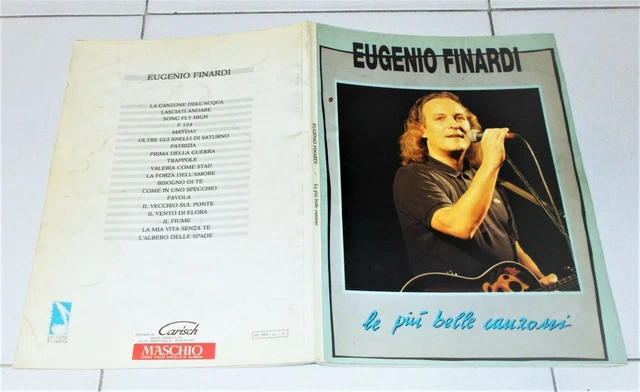 EUGENIO FINARDI
LA CANZONE DELL'ACQUA
LASCIATI ANDARE
SONG FLY HIGH
F 104
MAYDAY
OLTRE GLI ANELLI DI SATURNO
PATRIZIA
PRIMA DELLA GUERRA
TRAPPOLE
VALERIA COME STAI?
LA FORZA DELL'AMORE
BISOGNO DI TE
COME IN UNO SPECCHIO
FAVOLA
IL VECCHIO SUL PONTE
IL VENTO DI ELORA
IL FIUME
LA MIA VITA SENZA TE
L'ALBERO DELLE SPADE
Carisch
MASCHIO
EUGENIO FINARDI - Le più belle canzoni
EUGENIO FINARDI
le più belle canzoni